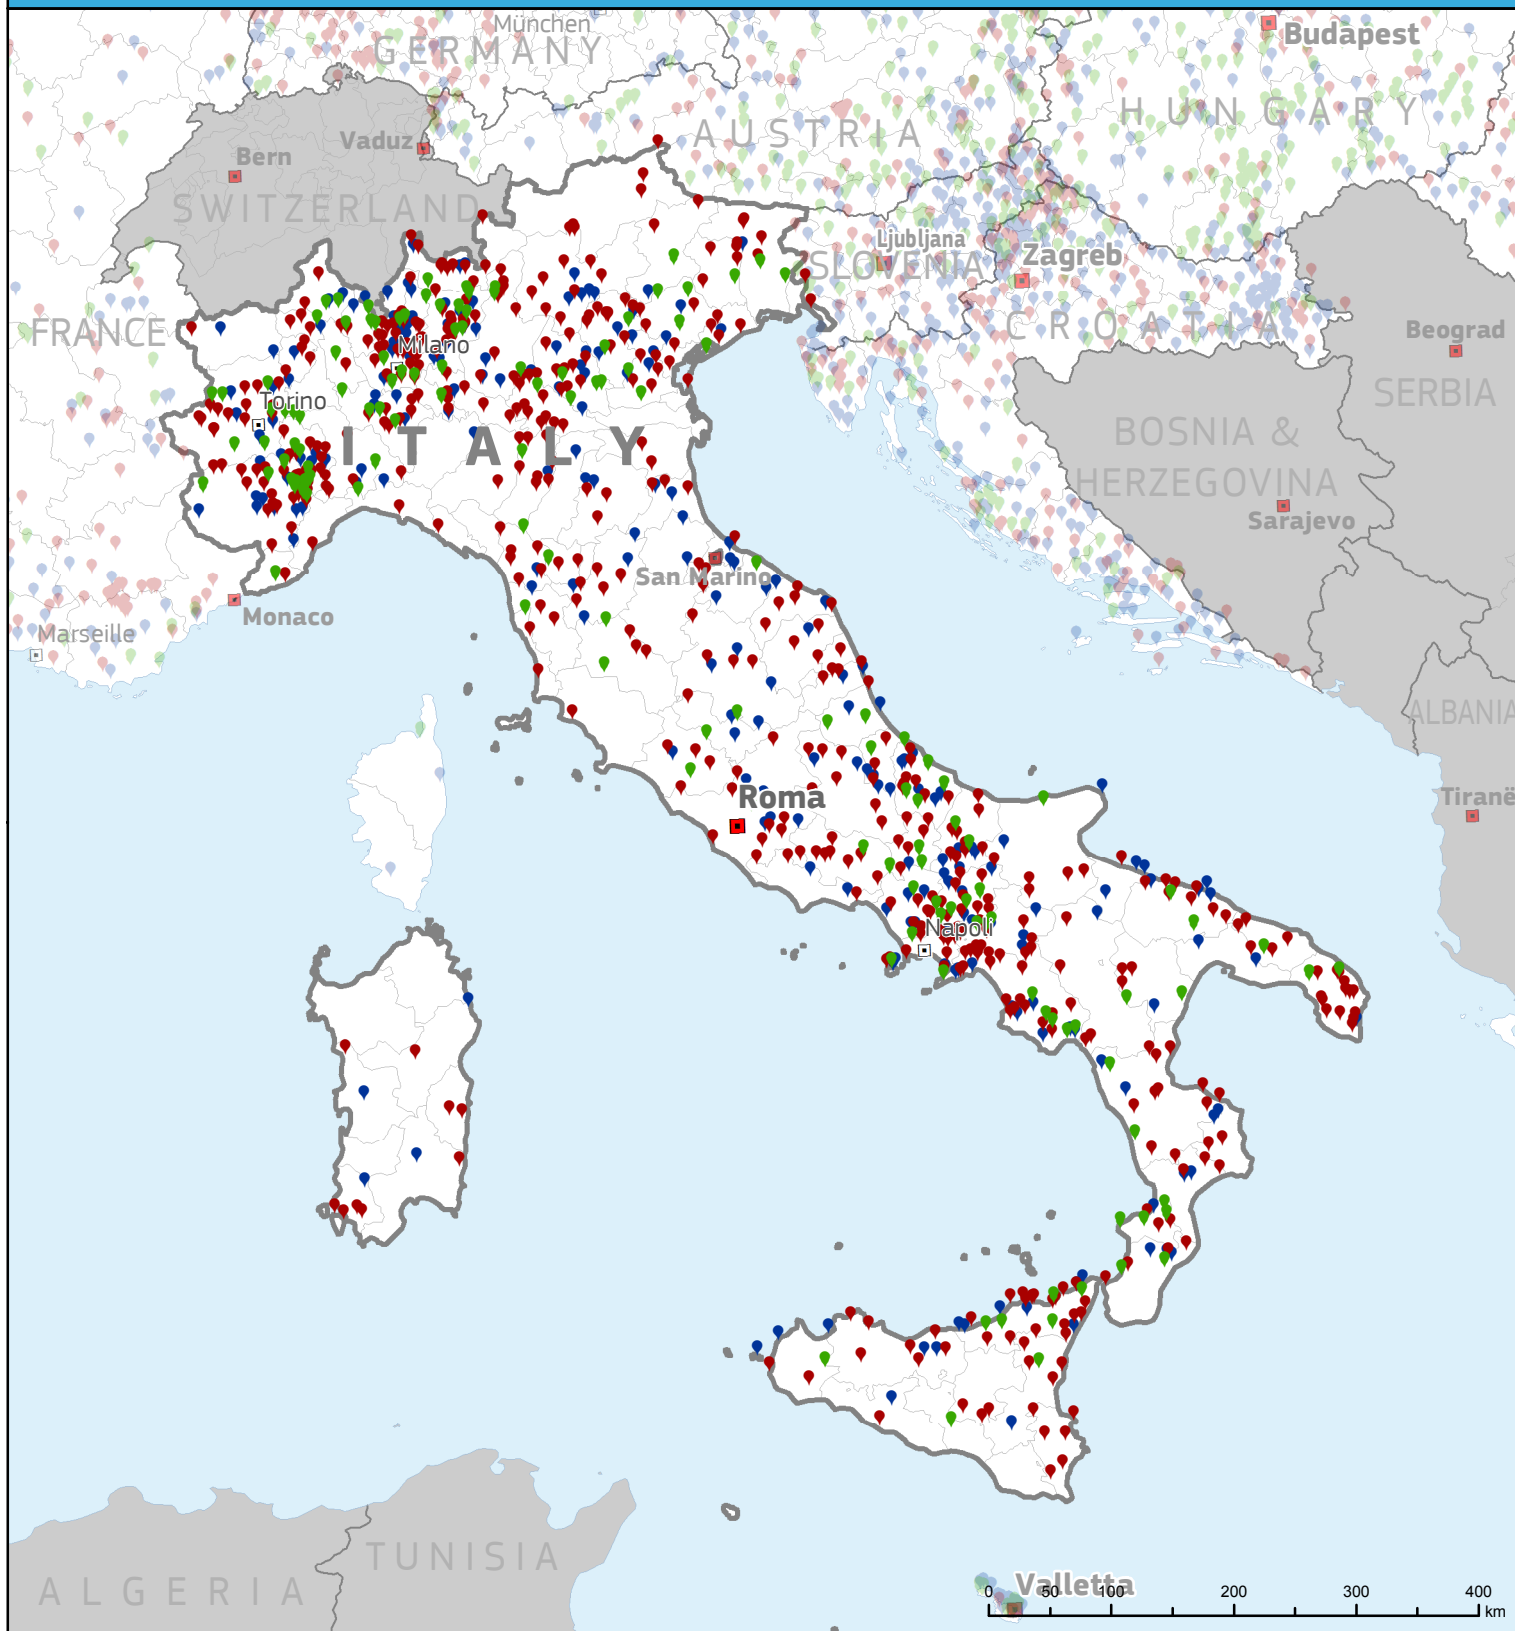 München
GERMANY
Budapest
HUNGARY
AUSTRIA
Vaduz
Bern
SWITZERLAND
Ljubljana
SLOVENIA
Zagreb
CROATIA
FRANCE
Milano
Beograd
SERBIA
Torino
ITALY
BOSNIA &
HERZEGOVINA
Sarajevo
San Marino
Monaco
Marseille
ALBANIA
Roma
Tiranë
Napoli
TUNISIA
ALGERIA
Valletta
0 50 100 200 300 400
km